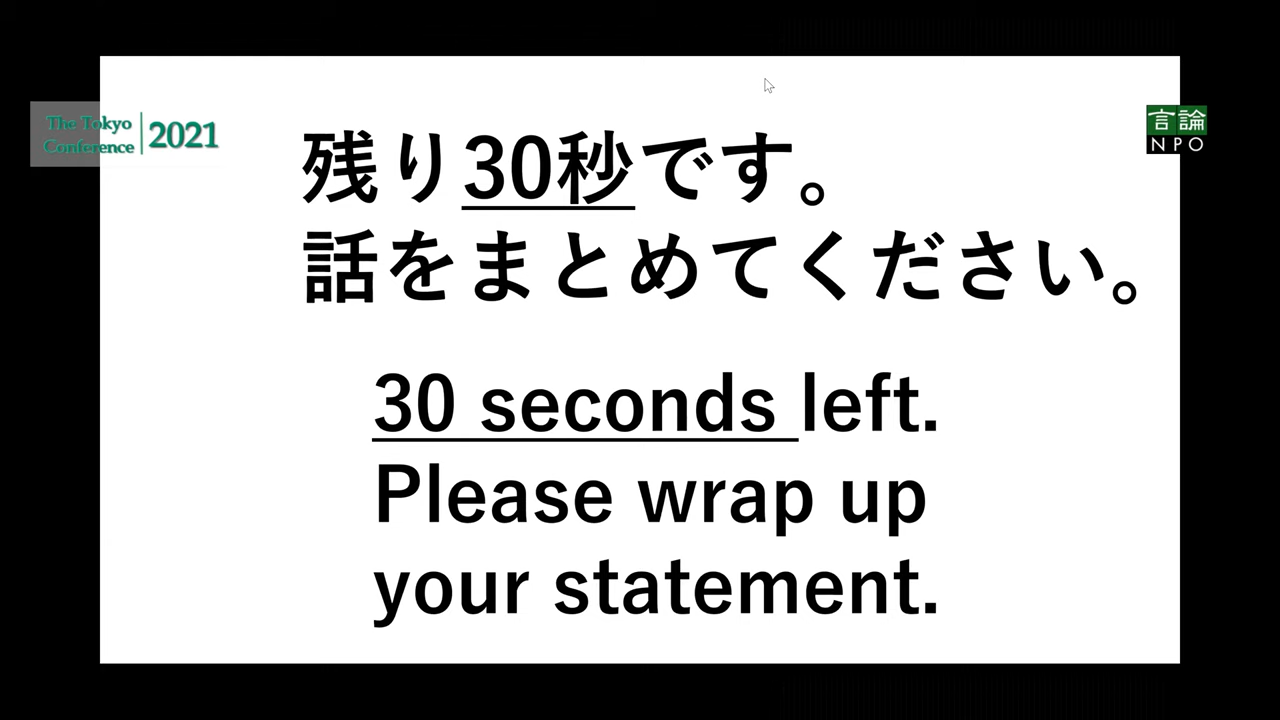 The Tokyo
Conference
2021
言論
NPO
残り30秒です。
話をまとめてください。
30 seconds left.
Please wrap up
your statement.